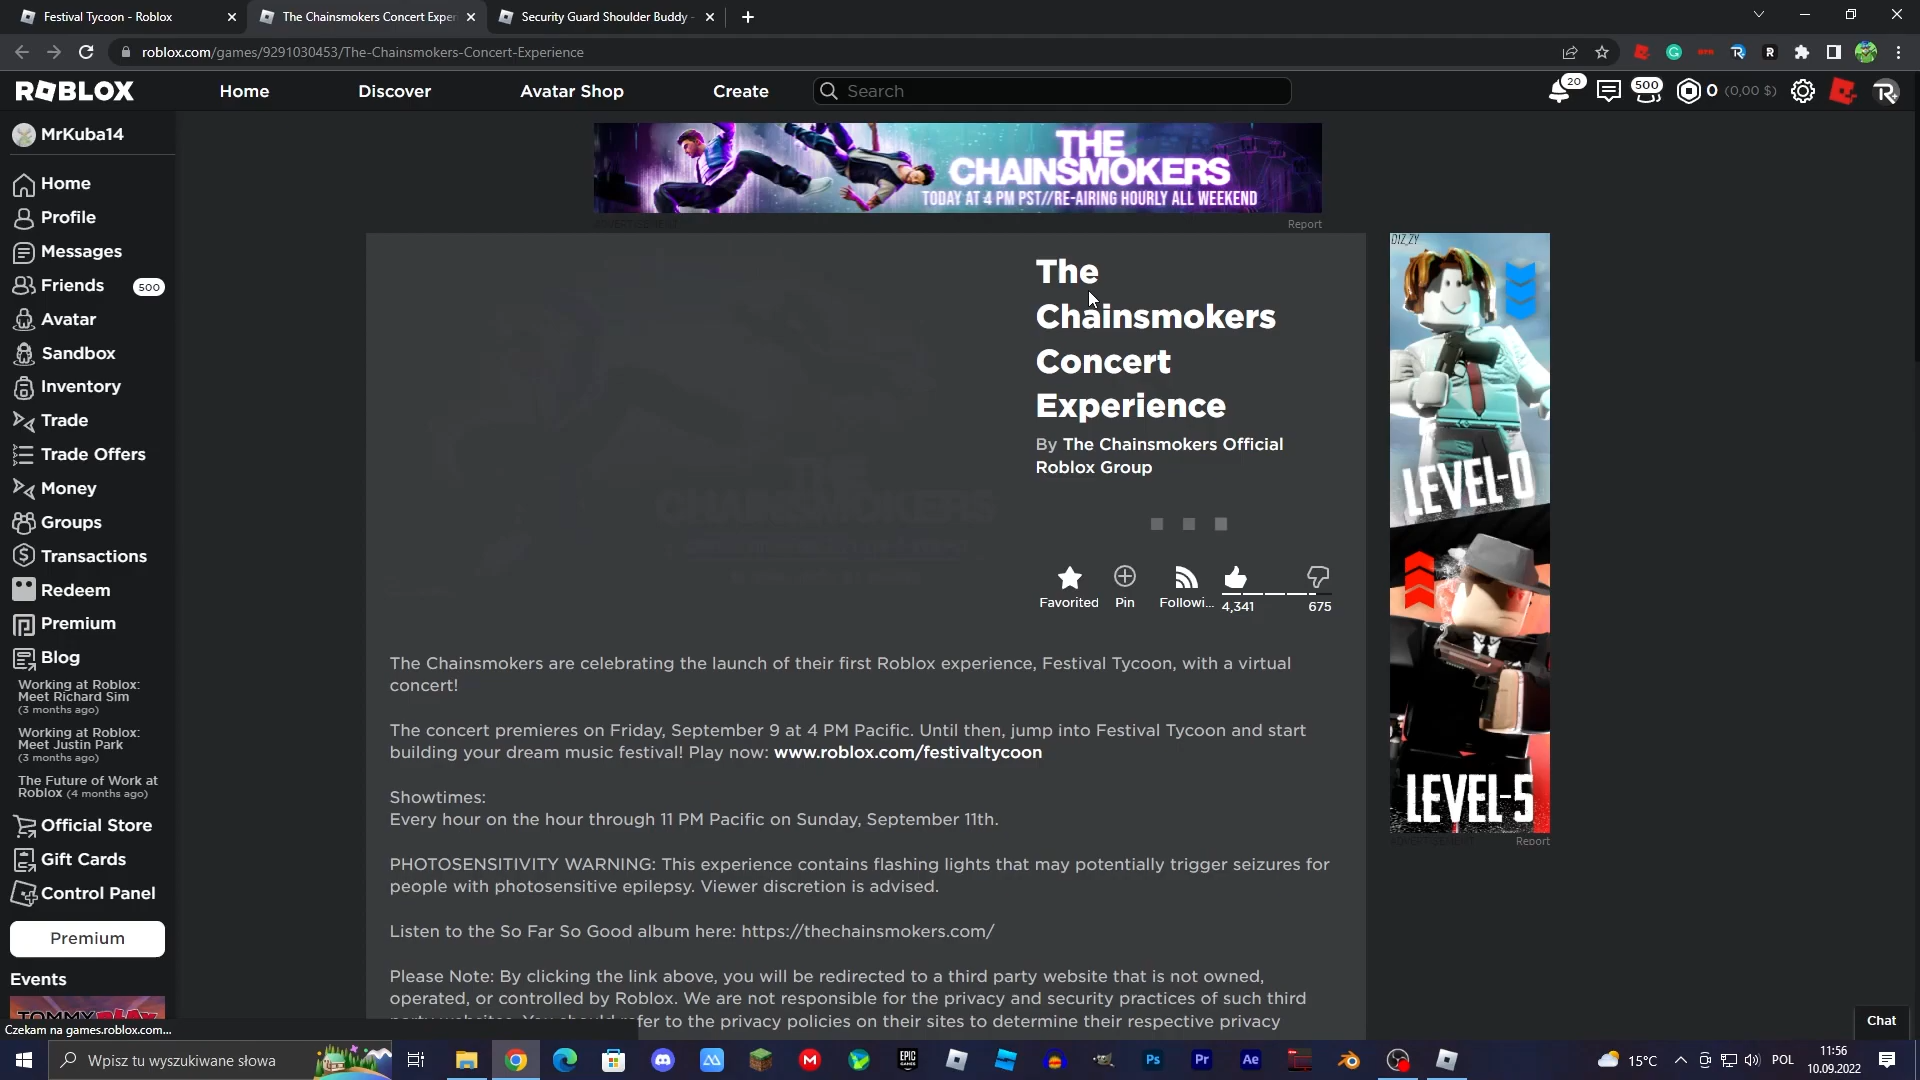 Festival Tycoon - Roblox
The Chainsmokers Concert Exper
Security Guard Shoulder Buddy -
roblox.com/games/9291030453/The-Chainsmokers-Concert-Experience
ROBLOX
Home
Discover
Avatar Shop
Create
Search
20
500
0 (0,00 $)
MrKuba14
Home
Profile
Messages
Friends 500
Avatar
Sandbox
Inventory
Trade
Trade Offers
Money
Groups
Transactions
Redeem
Premium
Blog
Working at Roblox:
Meet Richard Sim
(3 months ago)
Working at Roblox:
Meet Justin Park
(3 months ago)
The Future of Work at
Roblox (4 months ago)
Official Store
Gift Cards
Control Panel
Premium
Events
Czekam na games.roblox.com...
THE
CHAINSMOKERS
TODAY AT 4 PM PST//RE-AIRING HOURLY ALL WEEKEND
Report
The
Chainsmokers
Concert
Experience
By The Chainsmokers Official
Roblox Group
Favorited
Pin
Followi...
4,341
675
THE
CHAINSMOKERS
The Chainsmokers are celebrating the launch of their first Roblox experience, Festival Tycoon, with a virtual
concert!
The concert premieres on Friday, September 9 at 4 PM Pacific. Until then, jump into Festival Tycoon and start
building your dream music festival! Play now: www.roblox.com/festivaltycoon
Showtimes:
Every hour on the hour through 11 PM Pacific on Sunday, September 11th.
PHOTOSENSITIVITY WARNING: This experience contains flashing lights that may potentially trigger seizures for
people with photosensitive epilepsy. Viewer discretion is advised.
Listen to the So Far So Good album here: https://thechainsmokers.com/
Please Note: By clicking the link above, you will be redirected to a third party website that is not owned,
operated, or controlled by Roblox. We are not responsible for the privacy and security practices of such third
refer to the privacy policies on their sites to determine their respective privacy
D1Z_ZY
LEVEL-0
LEVEL-5
ADVERTISEMENT
Report
Chat
Wpisz tu wyszukiwane słowa
EPIC
GAMES
Ps
Pr
Ae
15°C
POL
11:56
10.09.2022